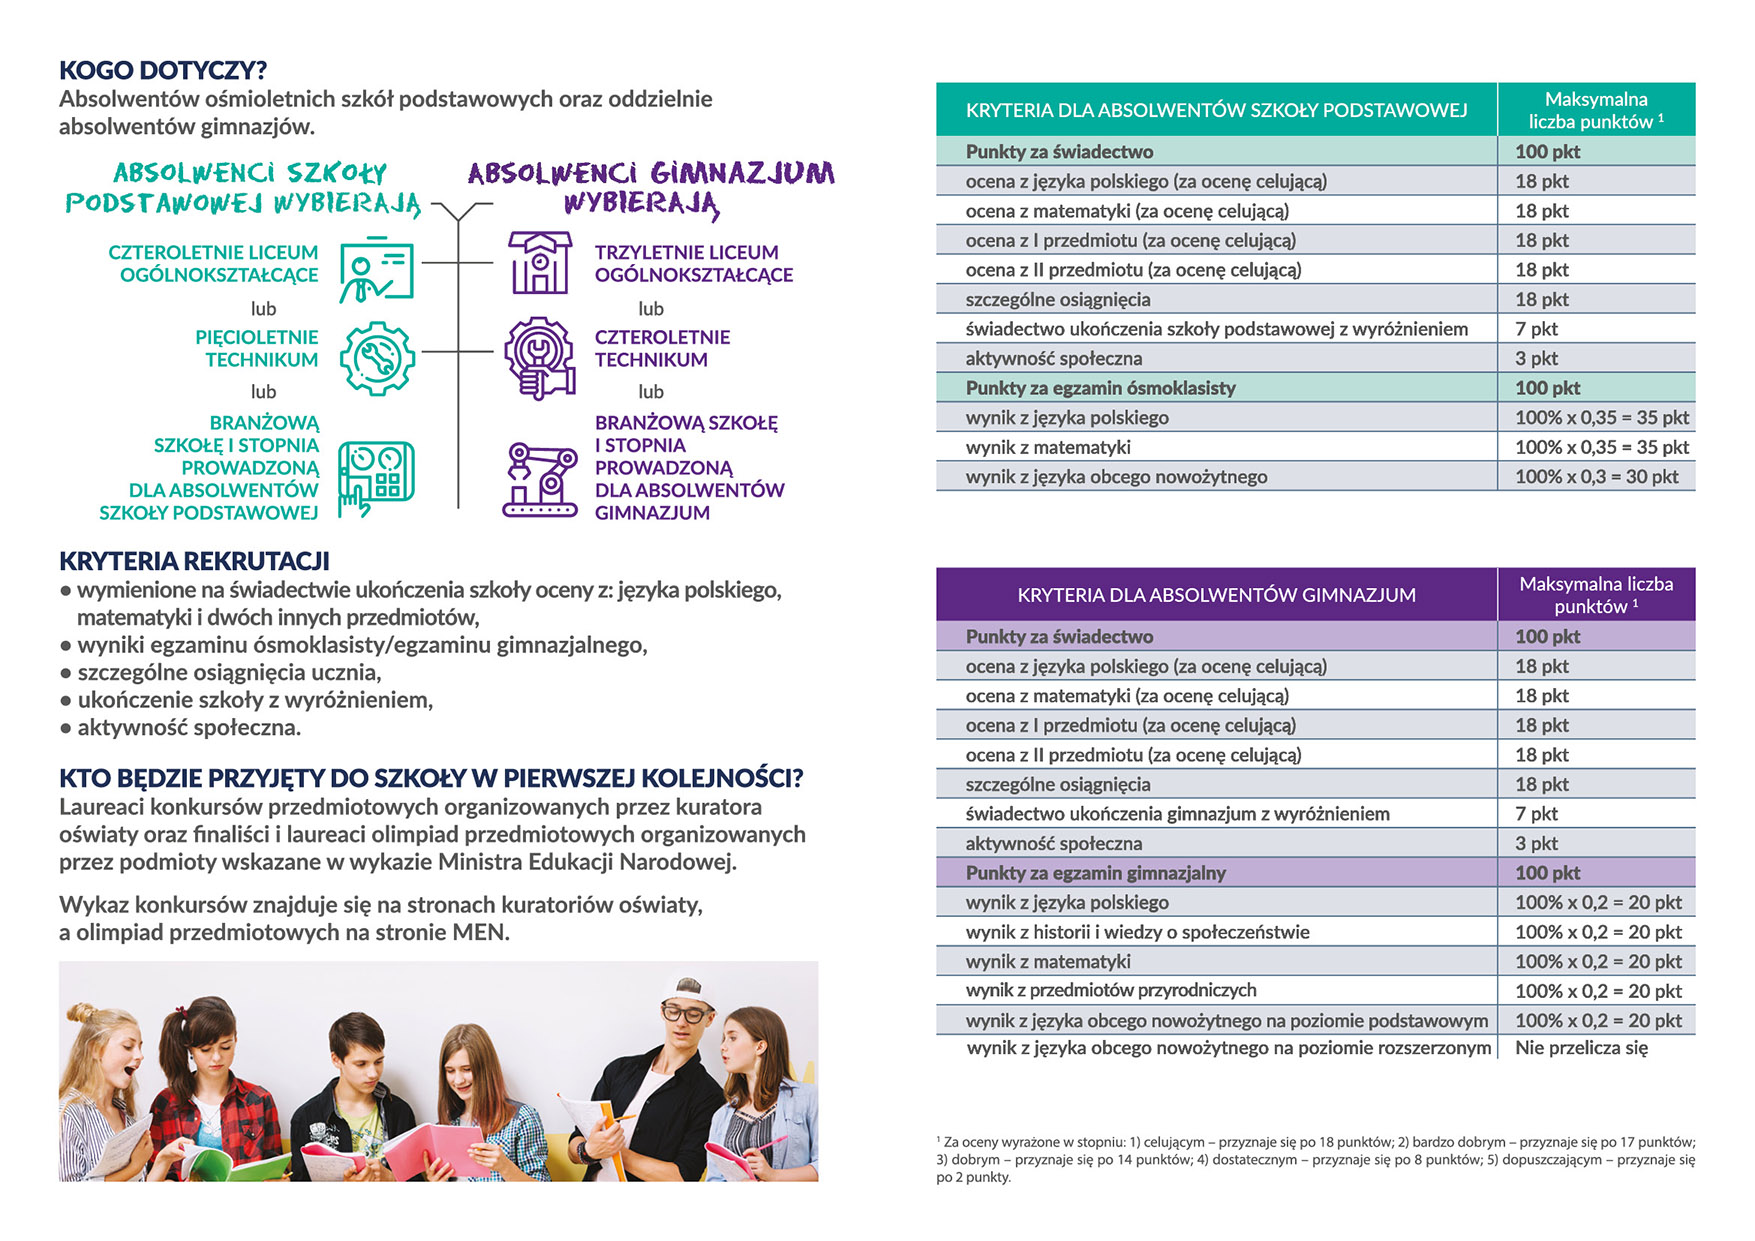 KOGO DOTYCZY?
Absolwentów ośmioletnich szkół podstawowych oraz oddzielnie
absolwentów gimnazjów.
ABSOLWENCI SZKOŁY
PODSTAWOWEJ WYBIERAJĄ
CZTEROLETNIE LICEUM
OGÓLNOKSZTAŁCĄCE
lub
PIĘCIOLETNIE
TECHNIKUM
lub
BRANŻOWĄ
SZKOŁĘ I STOPNIA
PROWADZONĄ
DLA ABSOLWENTÓW
SZKOŁY PODSTAWOWEJ
ABSOLWENCI GIMNAZJUM
WYBIERAJĄ
TRZYLETNIE LICEUM
OGÓLNOKSZTAŁCĄCE
lub
CZTEROLETNIE
TECHNIKUM
lub
BRANŻOWĄ SZKOŁĘ
I STOPNIA
PROWADZONĄ
DLA ABSOLWENTÓW
GIMNAZJUM
KRYTERIA REKRUTACJI
• wymienione na świadectwie ukończenia szkoły oceny z: języka polskiego,
matematyki i dwóch innych przedmiotów,
• wyniki egzaminu ósmoklasisty/egzaminu gimnazjalnego,
• szczególne osiągnięcia ucznia,
• ukończenie szkoły z wyróżnieniem,
• aktywność społeczna.
KTO BĘDZIE PRZYJĘTY DO SZKOŁY W PIERWSZEJ KOLEJNOŚCI?
Laureaci konkursów przedmiotowych organizowanych przez kuratora
oświaty oraz finaliści i laureaci olimpiad przedmiotowych organizowanych
przez podmioty wskazane w wykazie Ministra Edukacji Narodowej.
Wykaz konkursów znajduje się na stronach kuratoriów oświaty,
a olimpiad przedmiotowych na stronie MEN.
KRYTERIA DLA ABSOLWENTÓW SZKOŁY PODSTAWOWEJ
Maksymalna
liczba punktów ¹
Punkty za świadectwo 100 pkt
ocena z języka polskiego (za ocenę celującą) 18 pkt
ocena z matematyki (za ocenę celującą) 18 pkt
ocena z I przedmiotu (za ocenę celującą) 18 pkt
ocena z II przedmiotu (za ocenę celującą) 18 pkt
szczególne osiągnięcia 18 pkt
świadectwo ukończenia szkoły podstawowej z wyróżnieniem 7 pkt
aktywność społeczna 3 pkt
Punkty za egzamin ósmoklasisty 100 pkt
wynik z języka polskiego 100% x 0,35 = 35 pkt
wynik z matematyki 100% x 0,35 = 35 pkt
wynik z języka obcego nowożytnego 100% x 0,3 = 30 pkt
KRYTERIA DLA ABSOLWENTÓW GIMNAZJUM
Maksymalna liczba
punktów ¹
Punkty za świadectwo 100 pkt
ocena z języka polskiego (za ocenę celującą) 18 pkt
ocena z matematyki (za ocenę celującą) 18 pkt
ocena z I przedmiotu (za ocenę celującą) 18 pkt
ocena z II przedmiotu (za ocenę celującą) 18 pkt
szczególne osiągnięcia 18 pkt
świadectwo ukończenia gimnazjum z wyróżnieniem 7 pkt
aktywność społeczna 3 pkt
Punkty za egzamin gimnazjalny 100 pkt
wynik z języka polskiego 100% x 0,2 = 20 pkt
wynik z historii i wiedzy o społeczeństwie 100% x 0,2 = 20 pkt
wynik z matematyki 100% x 0,2 = 20 pkt
wynik z przedmiotów przyrodniczych 100% x 0,2 = 20 pkt
wynik z języka obcego nowożytnego na poziomie podstawowym 100% x 0,2 = 20 pkt
wynik z języka obcego nowożytnego na poziomie rozszerzonym Nie przelicza się
¹ Za oceny wyrażone w stopniu: 1) celującym – przyznaje się po 18 punktów; 2) bardzo dobrym – przyznaje się po 17 punktów;
3) dobrym – przyznaje się po 14 punktów; 4) dostatecznym – przyznaje się po 8 punktów; 5) dopuszczającym – przyznaje się
po 2 punkty.